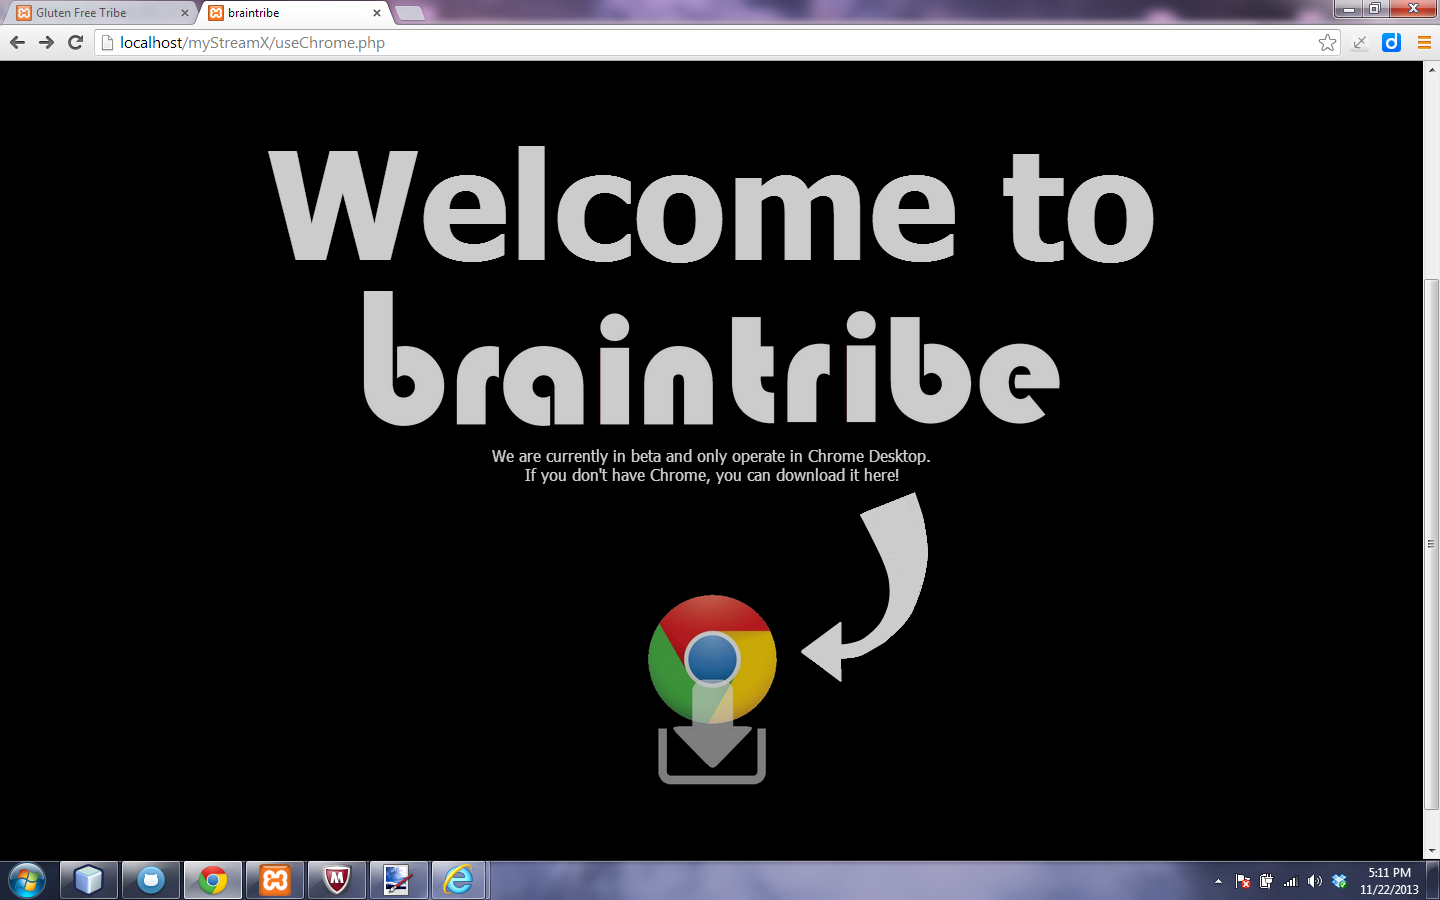 Gluten Free Tribe
braintribe
localhost/myStreamX/useChrome.php
Welcome to
braintribe
We are currently in beta and only operate in Chrome Desktop.
If you don't have Chrome, you can download it here!
5:11 PM
11/22/2013